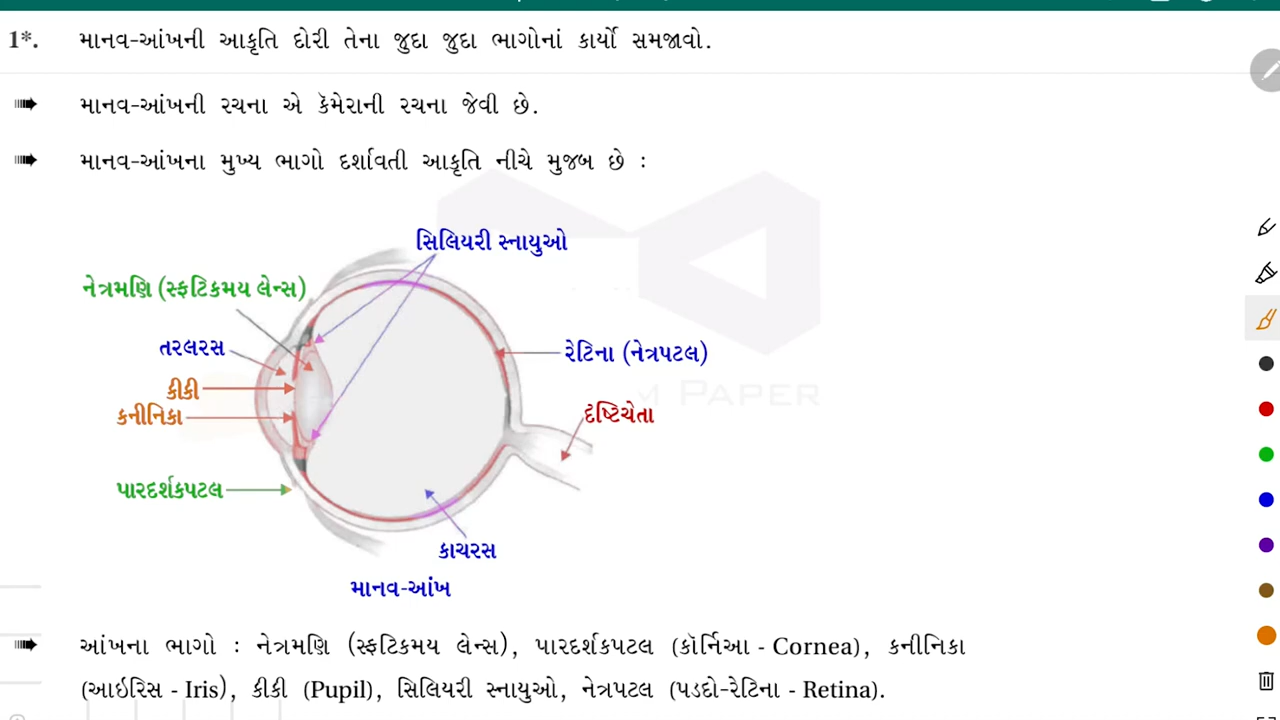 1*. માનવ-આંખની આકૃતિ દોરી તેના જુદા જુદા ભાગોનાં કાર્યો સમજાવો.
માનવ-આંખની રચના એ કૅમેરાની રચના જેવી છે.
માનવ-આંખના મુખ્ય ભાગો દર્શાવતી આકૃતિ નીચે મુજબ છે :
સિલિયરી સ્નાયુઓ
નેત્રમણિ (સ્ફટિકમય લેન્સ)
તરલરસ
રેટિના (નેત્રપટલ)
કીકી
PAPER
કનીનિકા
દૃષ્ટિચેતા
પારદર્શકપટલ
કાચરસ
માનવ-આંખ
આંખના ભાગો : નેત્રમણિ (સ્ફટિકમય લેન્સ), પારદર્શકપટલ (કૉર્નિઆ - Cornea), કનીનિકા
(આઇરિસ - Iris), કીકી (Pupil), સિલિયરી સ્નાયુઓ, નેત્રપટલ (પડદો-રેટિના - Retina).